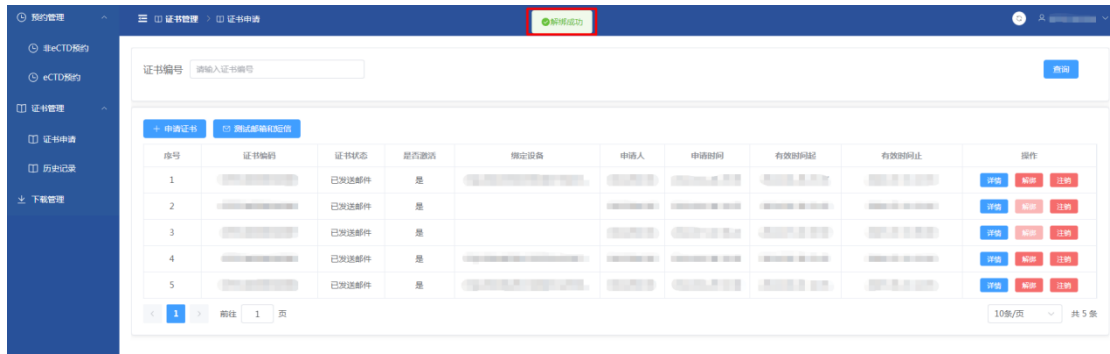 预约管理
非eCTD预约
eCTD预约
证书管理
证书申请
历史记录
下载管理
证书管理 > 证书申请
解绑成功
证书编号 请输入证书编号 查询
+ 申请证书 测试邮箱和短信
序号 证书编码 证书状态 是否激活 绑定设备 申请人 申请时间 有效时间起 有效时间止 操作
1 已发送邮件 是 详情 解绑 注销
2 已发送邮件 是 详情 解绑 注销
3 已发送邮件 是 详情 解绑 注销
4 已发送邮件 是 详情 解绑 注销
5 已发送邮件 是 详情 解绑 注销
< 1 > 前往 1 页 10条/页 共 5 条